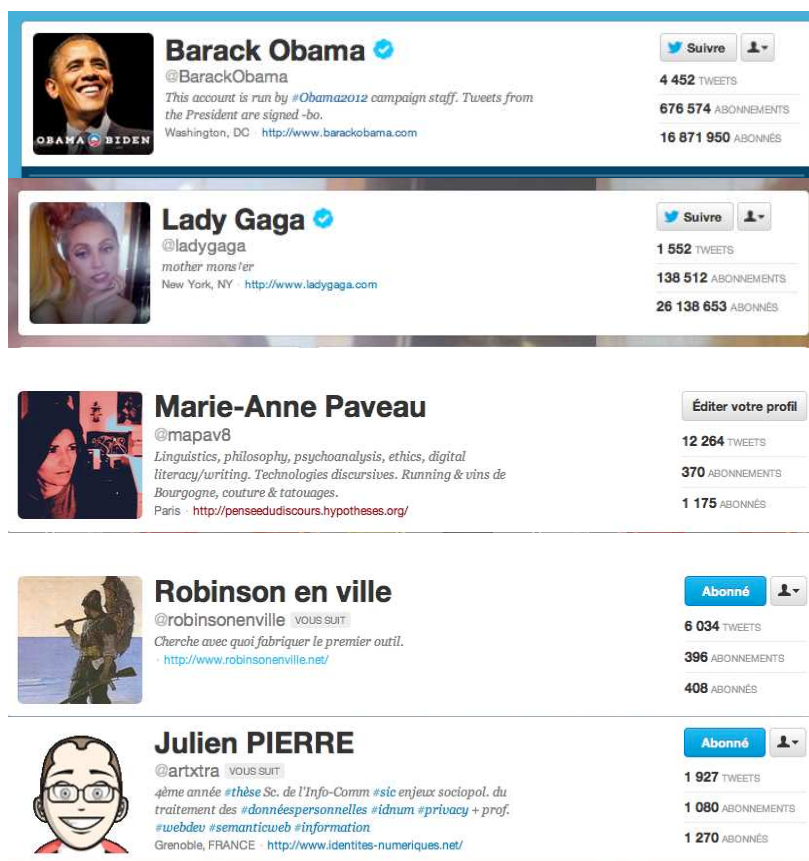 Barack Obama
@BarackObama
This account is run by #Obama2012 campaign staff. Tweets from
the President are signed -bo.
Washington, DC · http://www.barackobama.com
OBAMA BIDEN
Suivre
4 452 TWEETS
676 574 ABONNEMENTS
16 871 950 ABONNÉS
Lady Gaga
@ladygaga
mother mons†er
New York, NY · http://www.ladygaga.com
Suivre
1 552 TWEETS
138 512 ABONNEMENTS
26 138 653 ABONNÉS
Marie-Anne Paveau
@mapav8
Linguistics, philosophy, psychoanalysis, ethics, digital
literacy/writing. Technologies discursives. Running & vins de
Bourgogne, couture & tatouages.
Paris · http://penseedudiscours.hypotheses.org/
Éditer votre profil
12 264 TWEETS
370 ABONNEMENTS
1 175 ABONNÉS
Robinson en ville
@robinsonenville VOUS SUIT
Cherche avec quoi fabriquer le premier outil.
· http://www.robinsonenville.net/
Abonné
6 034 TWEETS
396 ABONNEMENTS
408 ABONNÉS
Julien PIERRE
@artxtra VOUS SUIT
4ème année #thèse Sc. de l'Info-Comm #sic enjeux sociopol. du
traitement des #donnéespersonnelles #idnum #privacy + prof.
#webdev #semanticweb #information
Grenoble, FRANCE · http://www.identites-numeriques.net/
Abonné
1 927 TWEETS
1 080 ABONNEMENTS
1 270 ABONNÉS